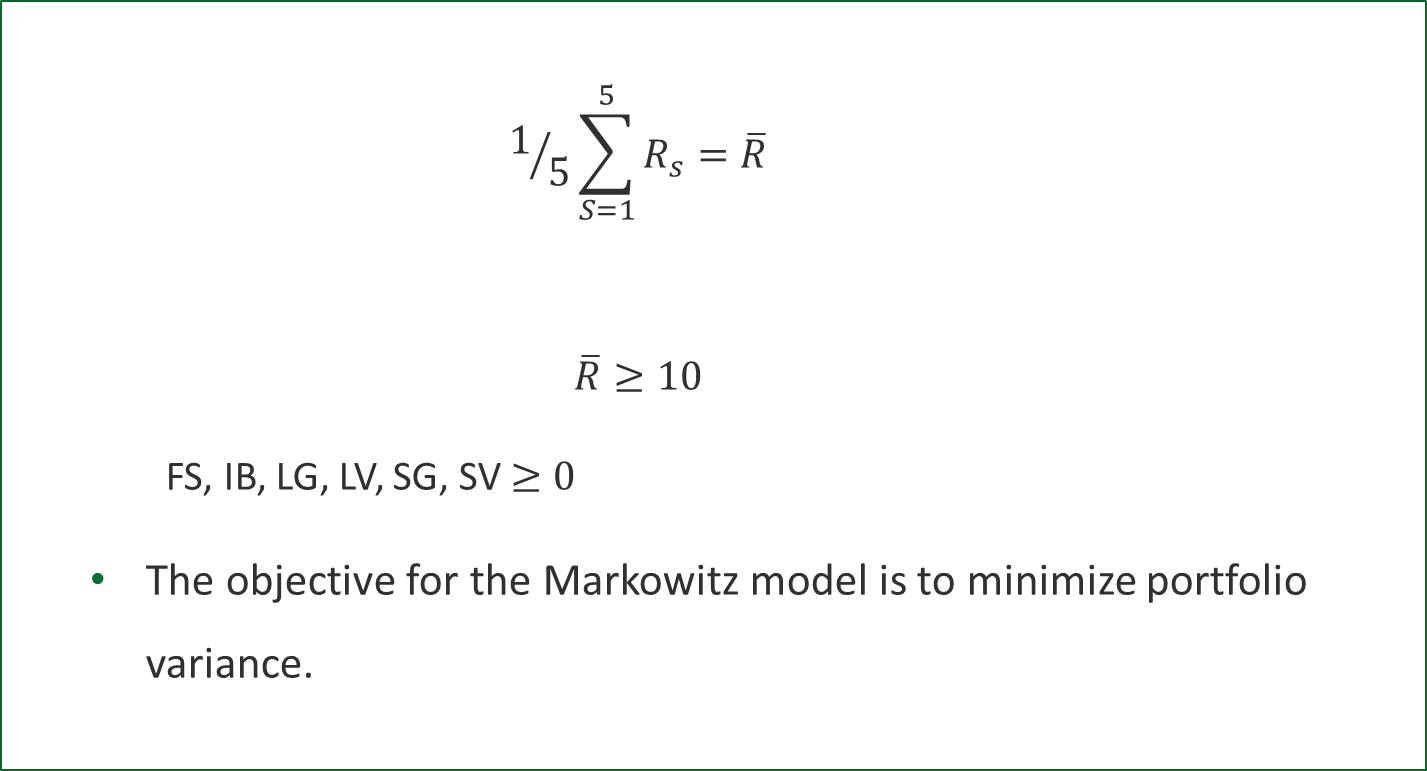 5
1/5 ∑ R_s = R̄
S=1
R̄ ≥ 10
FS, IB, LG, LV, SG, SV ≥ 0
• The objective for the Markowitz model is to minimize portfolio
variance.